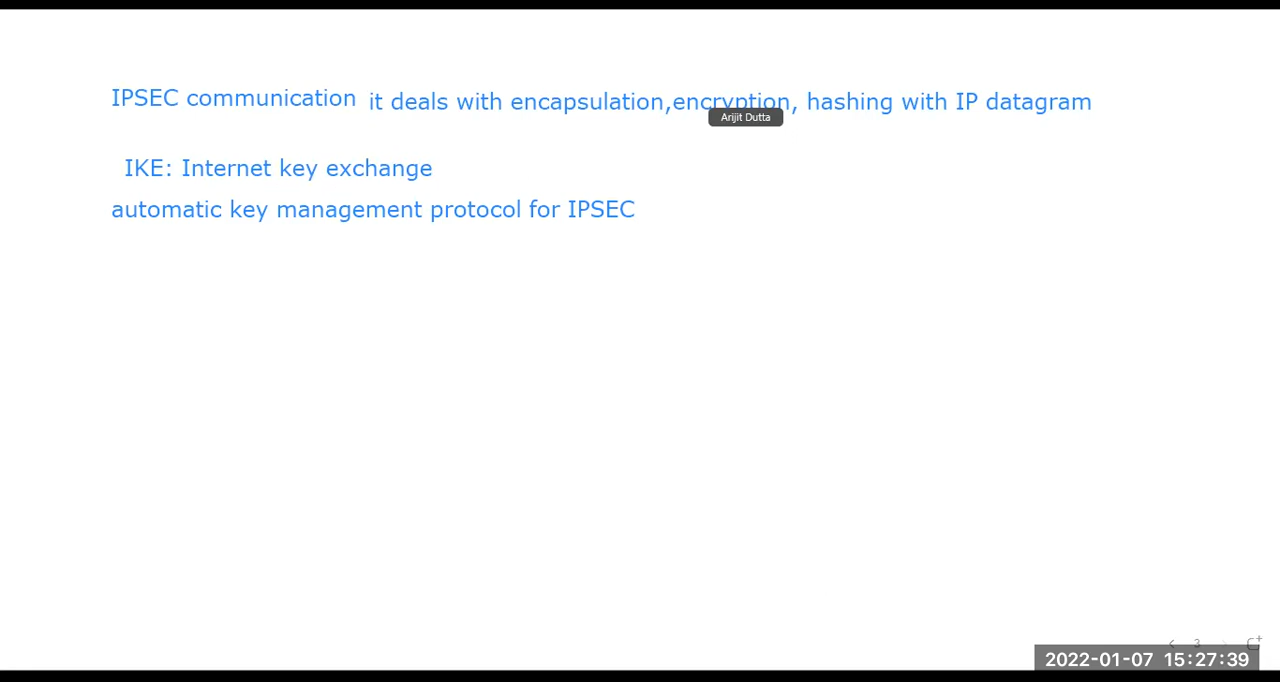 IPSEC communication it deals with encapsulation,encryption, hashing with IP datagram
Arijit Dutta
IKE: Internet key exchange
automatic key management protocol for IPSEC
3
2022-01-07 15:27:39